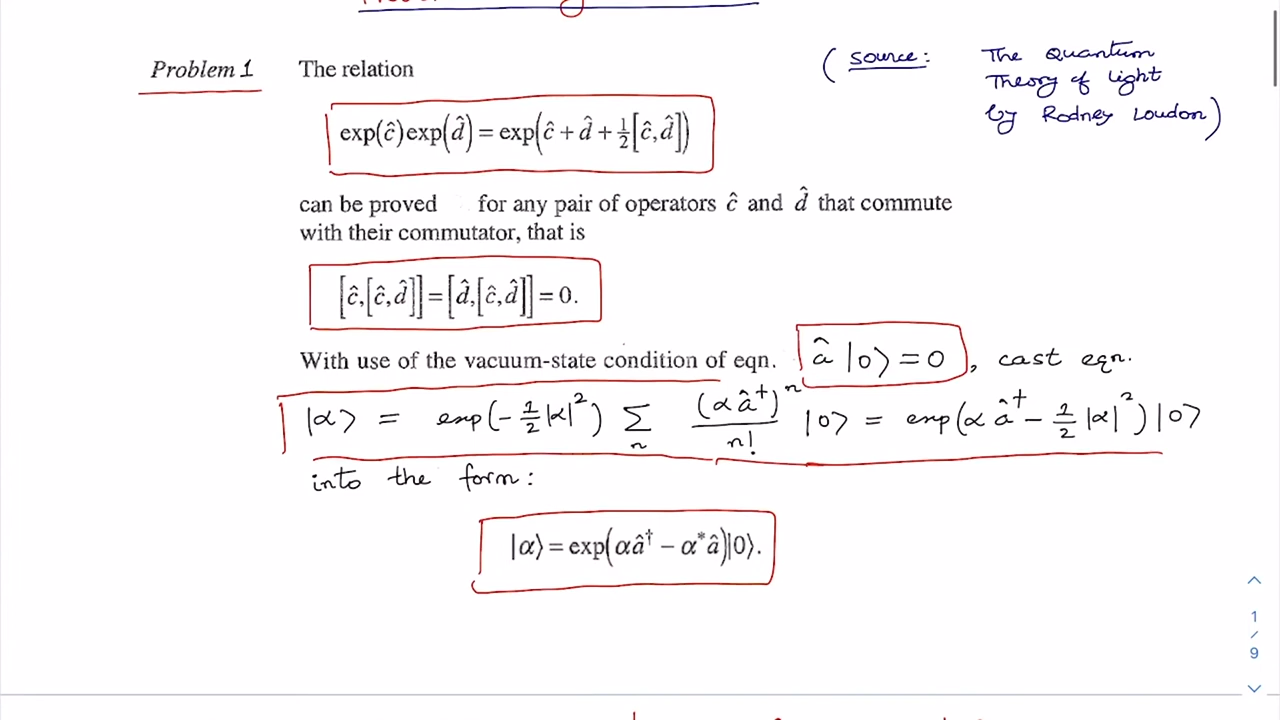 Problem 1 The relation
(source: The Quantum
Theory of Light
by Rodney Loudon)
exp(ĉ)exp(d̂) = exp(ĉ + d̂ + ½[ĉ,d̂])
can be proved for any pair of operators ĉ and d̂ that commute
with their commutator, that is
[ĉ,[ĉ,d̂]] = [d̂,[ĉ,d̂]] = 0.
With use of the vacuum-state condition of eqn. â |0⟩ = 0, cast eqn.
|α⟩ = exp(-½|α|²) Σ_n (αâ†)ⁿ/n! |0⟩ = exp(αâ† - ½|α|²)|0⟩
into the form:
|α⟩ = exp(αâ† − α*â)|0⟩.
1
/
9